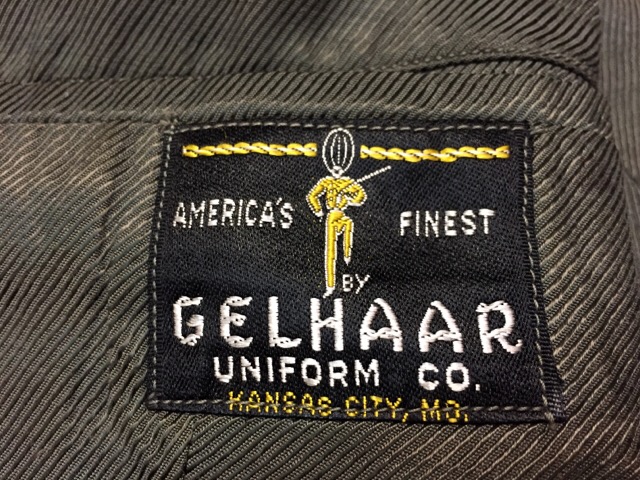 AMERICA'S FINEST
BY
GELHAAR
UNIFORM CO.
KANSAS CITY, MO.